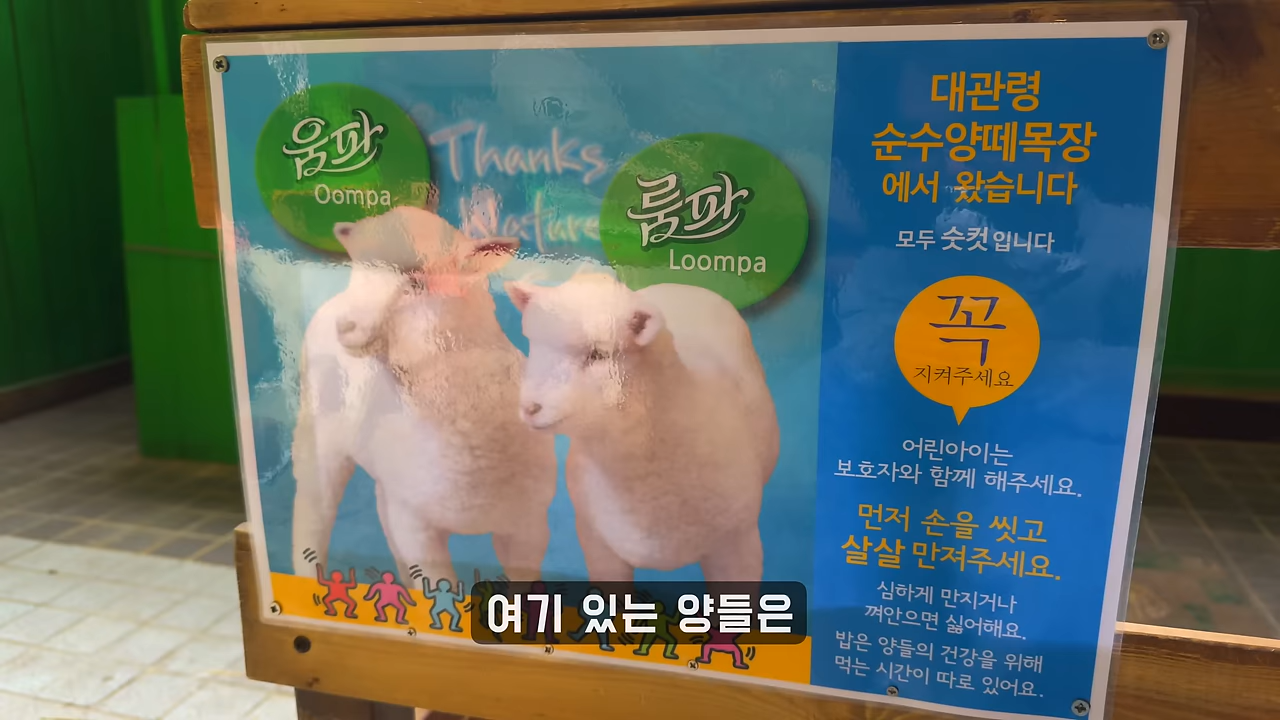 움파
Oompa
Thanks
Nature
룸파
Loompa
대관령
순수양떼목장
에서 왔습니다
모두 숫컷입니다
꼭
지켜주세요
어린아이는
보호자와 함께 해주세요.
먼저 손을 씻고
살살 만져주세요.
심하게 만지거나
껴안으면 싫어해요.
밥은 양들의 건강을 위해
먹는 시간이 따로 있어요.
여기 있는 양들은